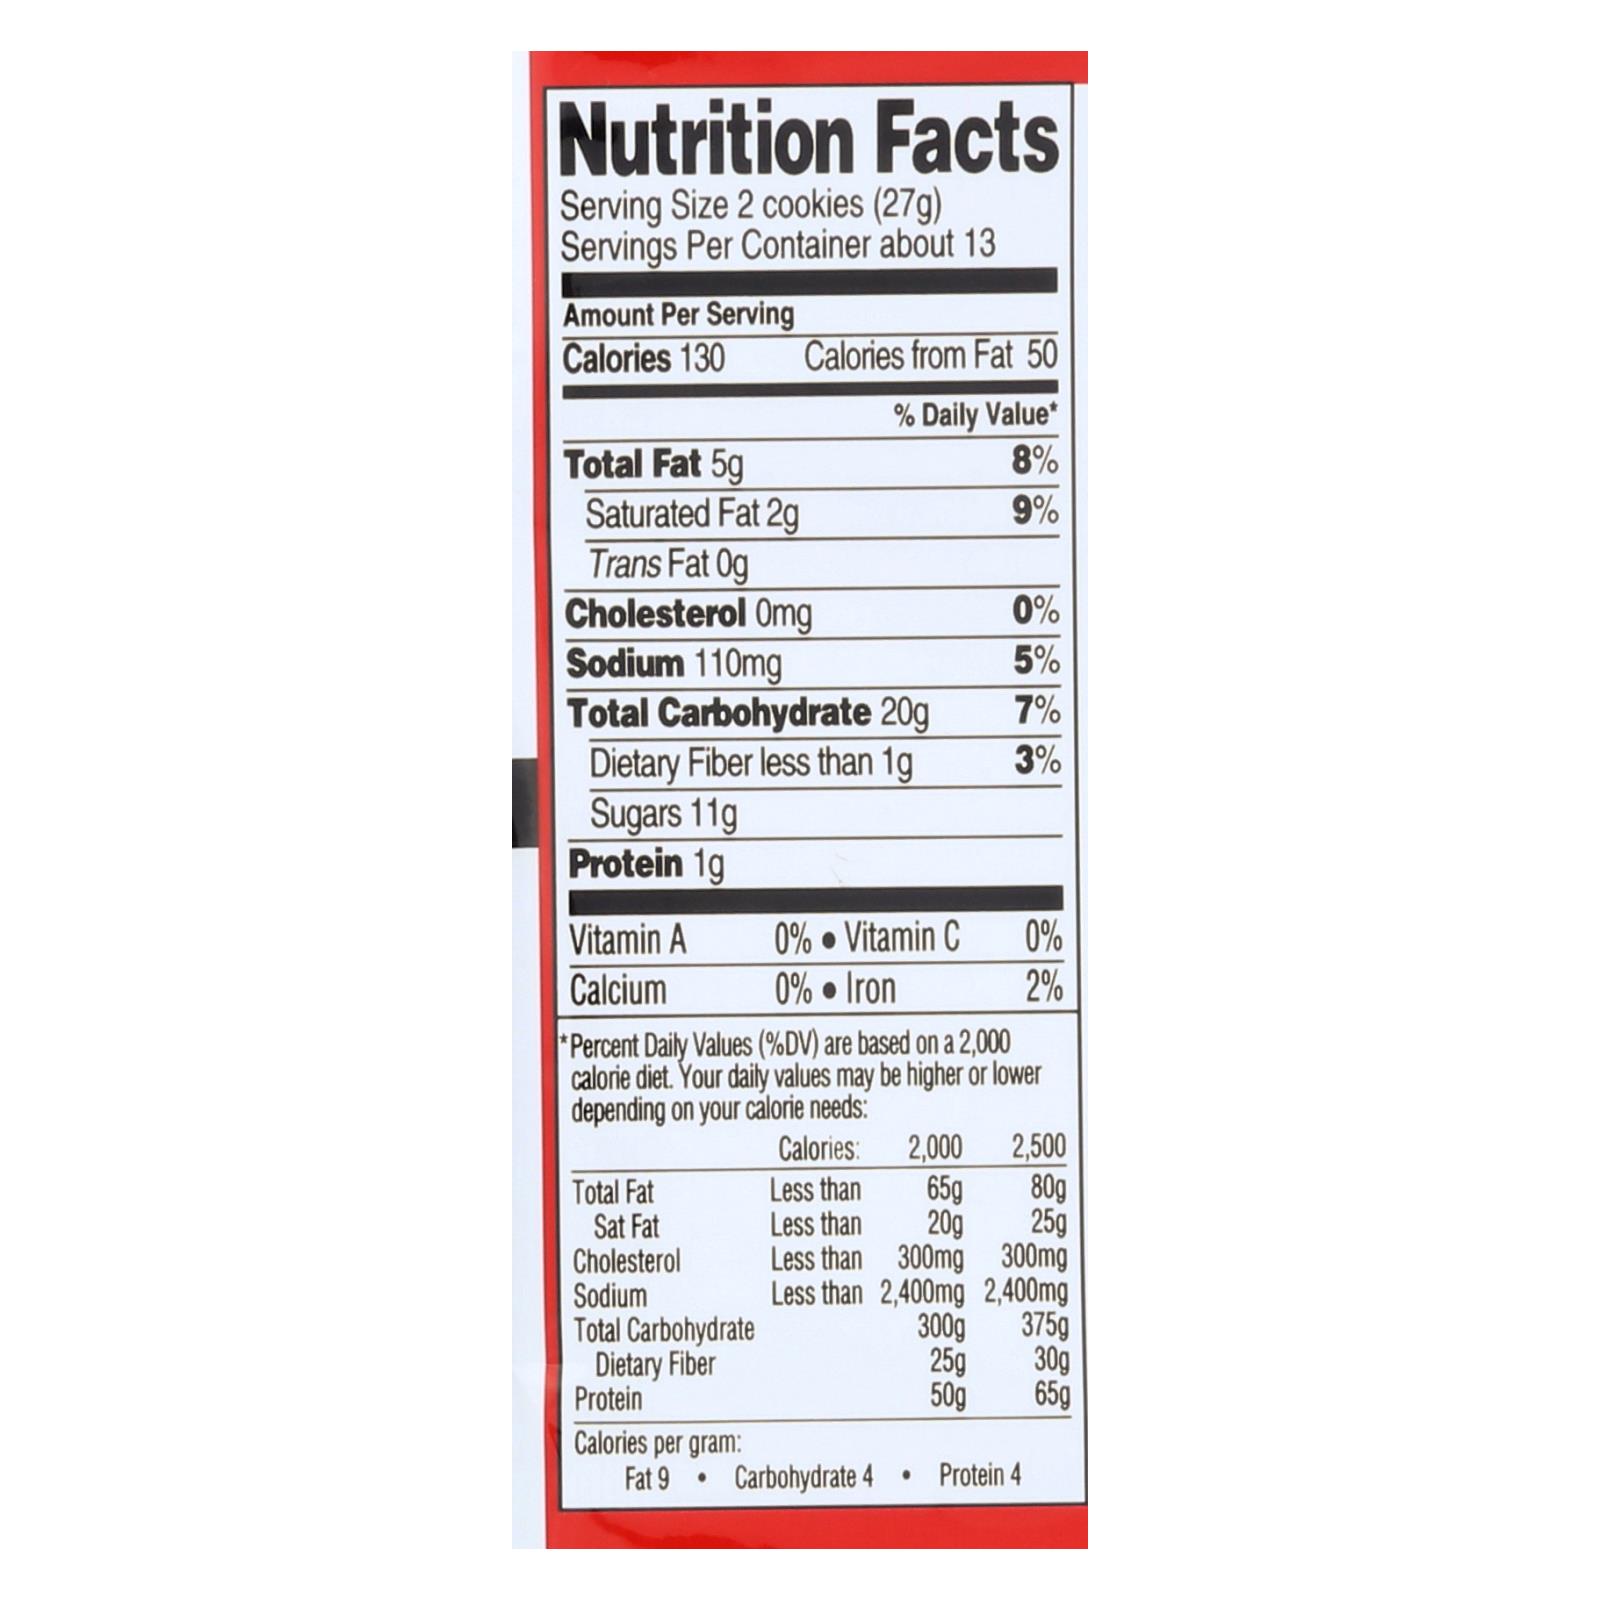 Nutrition Facts
Serving Size 2 cookies (27g)
Servings Per Container about 13
Amount Per Serving
Calories 130 Calories from Fat 50
% Daily Value*
Total Fat 5g 8%
Saturated Fat 2g 9%
Trans Fat 0g
Cholesterol 0mg 0%
Sodium 110mg 5%
Total Carbohydrate 20g 7%
Dietary Fiber less than 1g 3%
Sugars 11g
Protein 1g
Vitamin A 0% • Vitamin C 0%
Calcium 0% • Iron 2%
*Percent Daily Values (%DV) are based on a 2,000
calorie diet. Your daily values may be higher or lower
depending on your calorie needs:
Calories: 2,000 2,500
Total Fat Less than 65g 80g
Sat Fat Less than 20g 25g
Cholesterol Less than 300mg 300mg
Sodium Less than 2,400mg 2,400mg
Total Carbohydrate 300g 375g
Dietary Fiber 25g 30g
Protein 50g 65g
Calories per gram:
Fat 9 • Carbohydrate 4 • Protein 4